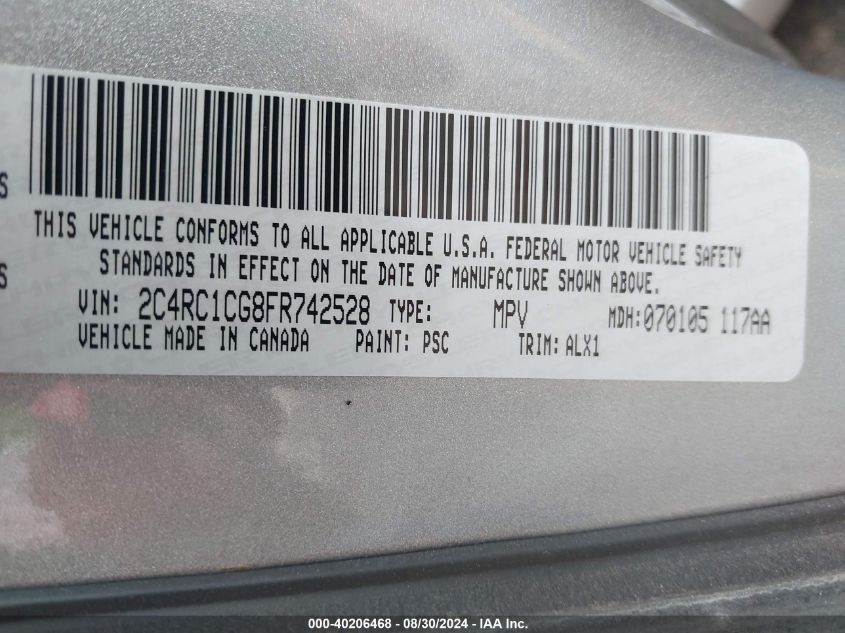 S
THIS VEHICLE CONFORMS TO ALL APPLICABLE U.S.A. FEDERAL MOTOR VEHICLE SAFETY
STANDARDS IN EFFECT ON THE DATE OF MANUFACTURE SHOWN ABOVE.
S
VIN: 2C4RC1CG8FR742528 TYPE: MPV MDH:070105 117AA
VEHICLE MADE IN CANADA PAINT: PSC TRIM: ALX1
000-40206468 - 08/30/2024 - IAA Inc.